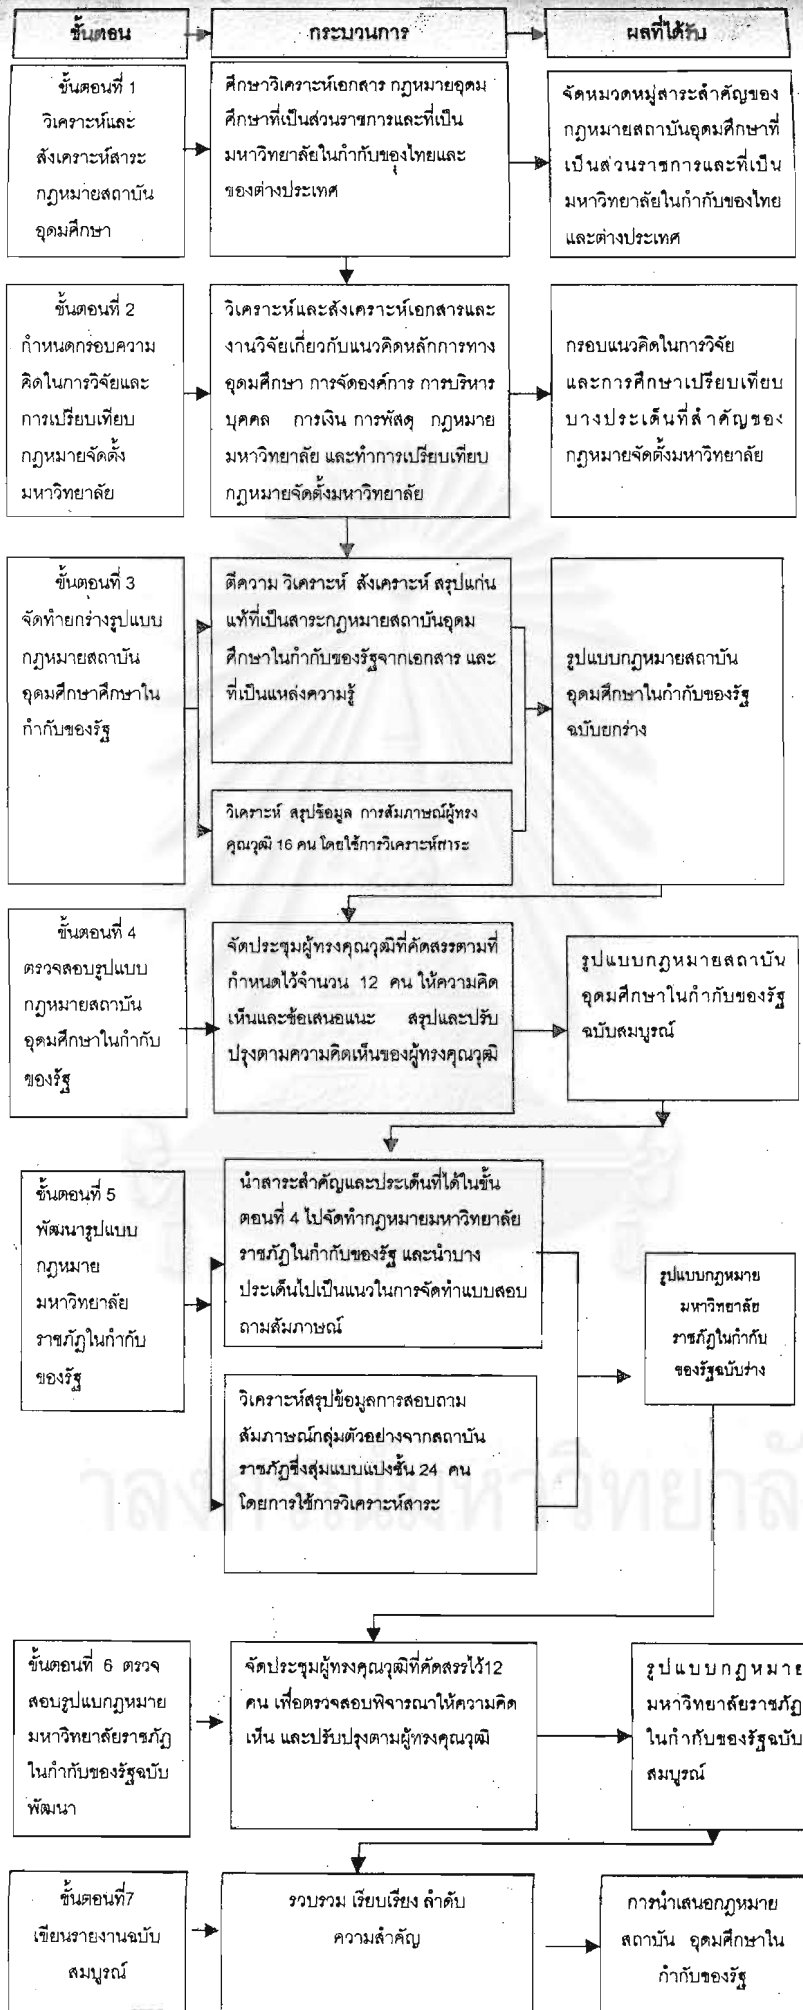 ขั้นตอน
กระบวนการ
ผลที่ได้รับ
ขั้นตอนที่ 1
วิเคราะห์และ
สังเคราะห์สาระ
กฎหมายสถาบัน
อุดมศึกษา
ศึกษาวิเคราะห์เอกสาร กฎหมายอุดม
ศึกษาที่เป็นส่วนราชการและที่เป็น
มหาวิทยาลัยในกำกับของไทยและ
ของต่างประเทศ
จัดหมวดหมู่สาระสำคัญของ
กฎหมายสถาบันอุดมศึกษาที่
เป็นส่วนราชการและที่เป็น
มหาวิทยาลัยในกำกับของไทย
และต่างประเทศ
ขั้นตอนที่ 2
กำหนดกรอบความ
คิดในการวิจัยและ
การเปรียบเทียบ
กฎหมายจัดตั้ง
มหาวิทยาลัย
วิเคราะห์และสังเคราะห์เอกสารและ
งานวิจัยเกี่ยวกับแนวคิดหลักการทาง
อุดมศึกษา การจัดองค์การ การบริหาร
บุคคล การเงิน การพัสดุ กฎหมาย
มหาวิทยาลัย และทำการเปรียบเทียบ
กฎหมายจัดตั้งมหาวิทยาลัย
กรอบแนวคิดในการวิจัย
และการศึกษาเปรียบเทียบ
บางประเด็นที่สำคัญของ
กฎหมายจัดตั้งมหาวิทยาลัย
ขั้นตอนที่ 3
จัดทำยกร่างรูปแบบ
กฎหมายสถาบัน
อุดมศึกษาศึกษาใน
กำกับของรัฐ
ตีความ วิเคราะห์ สังเคราะห์ สรุปแก่น
แท้ที่เป็นสาระกฎหมายสถาบันอุดม
ศึกษาในกำกับของรัฐจากเอกสาร และ
ที่เป็นแหล่งความรู้
วิเคราะห์ สรุปข้อมูล การสัมภาษณ์ผู้ทรง
คุณวุฒิ 16 คน โดยใช้การวิเคราะห์สาระ
รูปแบบกฎหมายสถาบัน
อุดมศึกษาในกำกับของรัฐ
ฉบับยกร่าง
ขั้นตอนที่ 4
ตรวจสอบรูปแบบ
กฎหมายสถาบัน
อุดมศึกษาในกำกับ
ของรัฐ
จัดประชุมผู้ทรงคุณวุฒิที่คัดสรรตามที่
กำหนดไว้จำนวน 12 คน ให้ความคิด
เห็นและข้อเสนอแนะ สรุปและปรับ
ปรุงตามความคิดเห็นของผู้ทรงคุณวุฒิ
รูปแบบกฎหมายสถาบัน
อุดมศึกษาในกำกับของรัฐ
ฉบับสมบูรณ์
ขั้นตอนที่ 5
พัฒนารูปแบบ
กฎหมาย
มหาวิทยาลัย
ราชภัฏในกำกับ
ของรัฐ
นำสาระสำคัญและประเด็นที่ได้ในขั้น
ตอนที่ 4 ไปจัดทำกฎหมายมหาวิทยาลัย
ราชภัฏในกำกับของรัฐ และนำบาง
ประเด็นไปเป็นแนวในการจัดทำแบบสอบ
ถามสัมภาษณ์
วิเคราะห์สรุปข้อมูลการสอบถาม
สัมภาษณ์กลุ่มตัวอย่างจากสถาบัน
ราชภัฏซึ่งสุ่มแบบแบ่งชั้น 24 คน
โดยการใช้การวิเคราะห์สาระ
รูปแบบกฎหมาย
มหาวิทยาลัย
ราชภัฏในกำกับ
ของรัฐฉบับร่าง
ขั้นตอนที่ 6 ตรวจ
สอบรูปแบกฎหมาย
มหาวิทยาลัยราชภัฏ
ในกำกับของรัฐฉบับ
พัฒนา
จัดประชุมผู้ทรงคุณวุฒิที่คัดสรรไว้12
คน เพื่อตรวจสอบพิจารณาให้ความคิด
เห็น และปรับปรุงตามผู้ทรงคุณวุฒิ
รูปแบบกฎหมาย
มหาวิทยาลัยราชภัฏ
ในกำกับของรัฐฉบับ
สมบูรณ์
ขั้นตอนที่7
เขียนรายงานฉบับ
สมบูรณ์
รวบรวม เรียบเรียง ลำดับ
ความสำคัญ
การนำเสนอกฎหมาย
สถาบัน อุดมศึกษาใน
กำกับของรัฐ